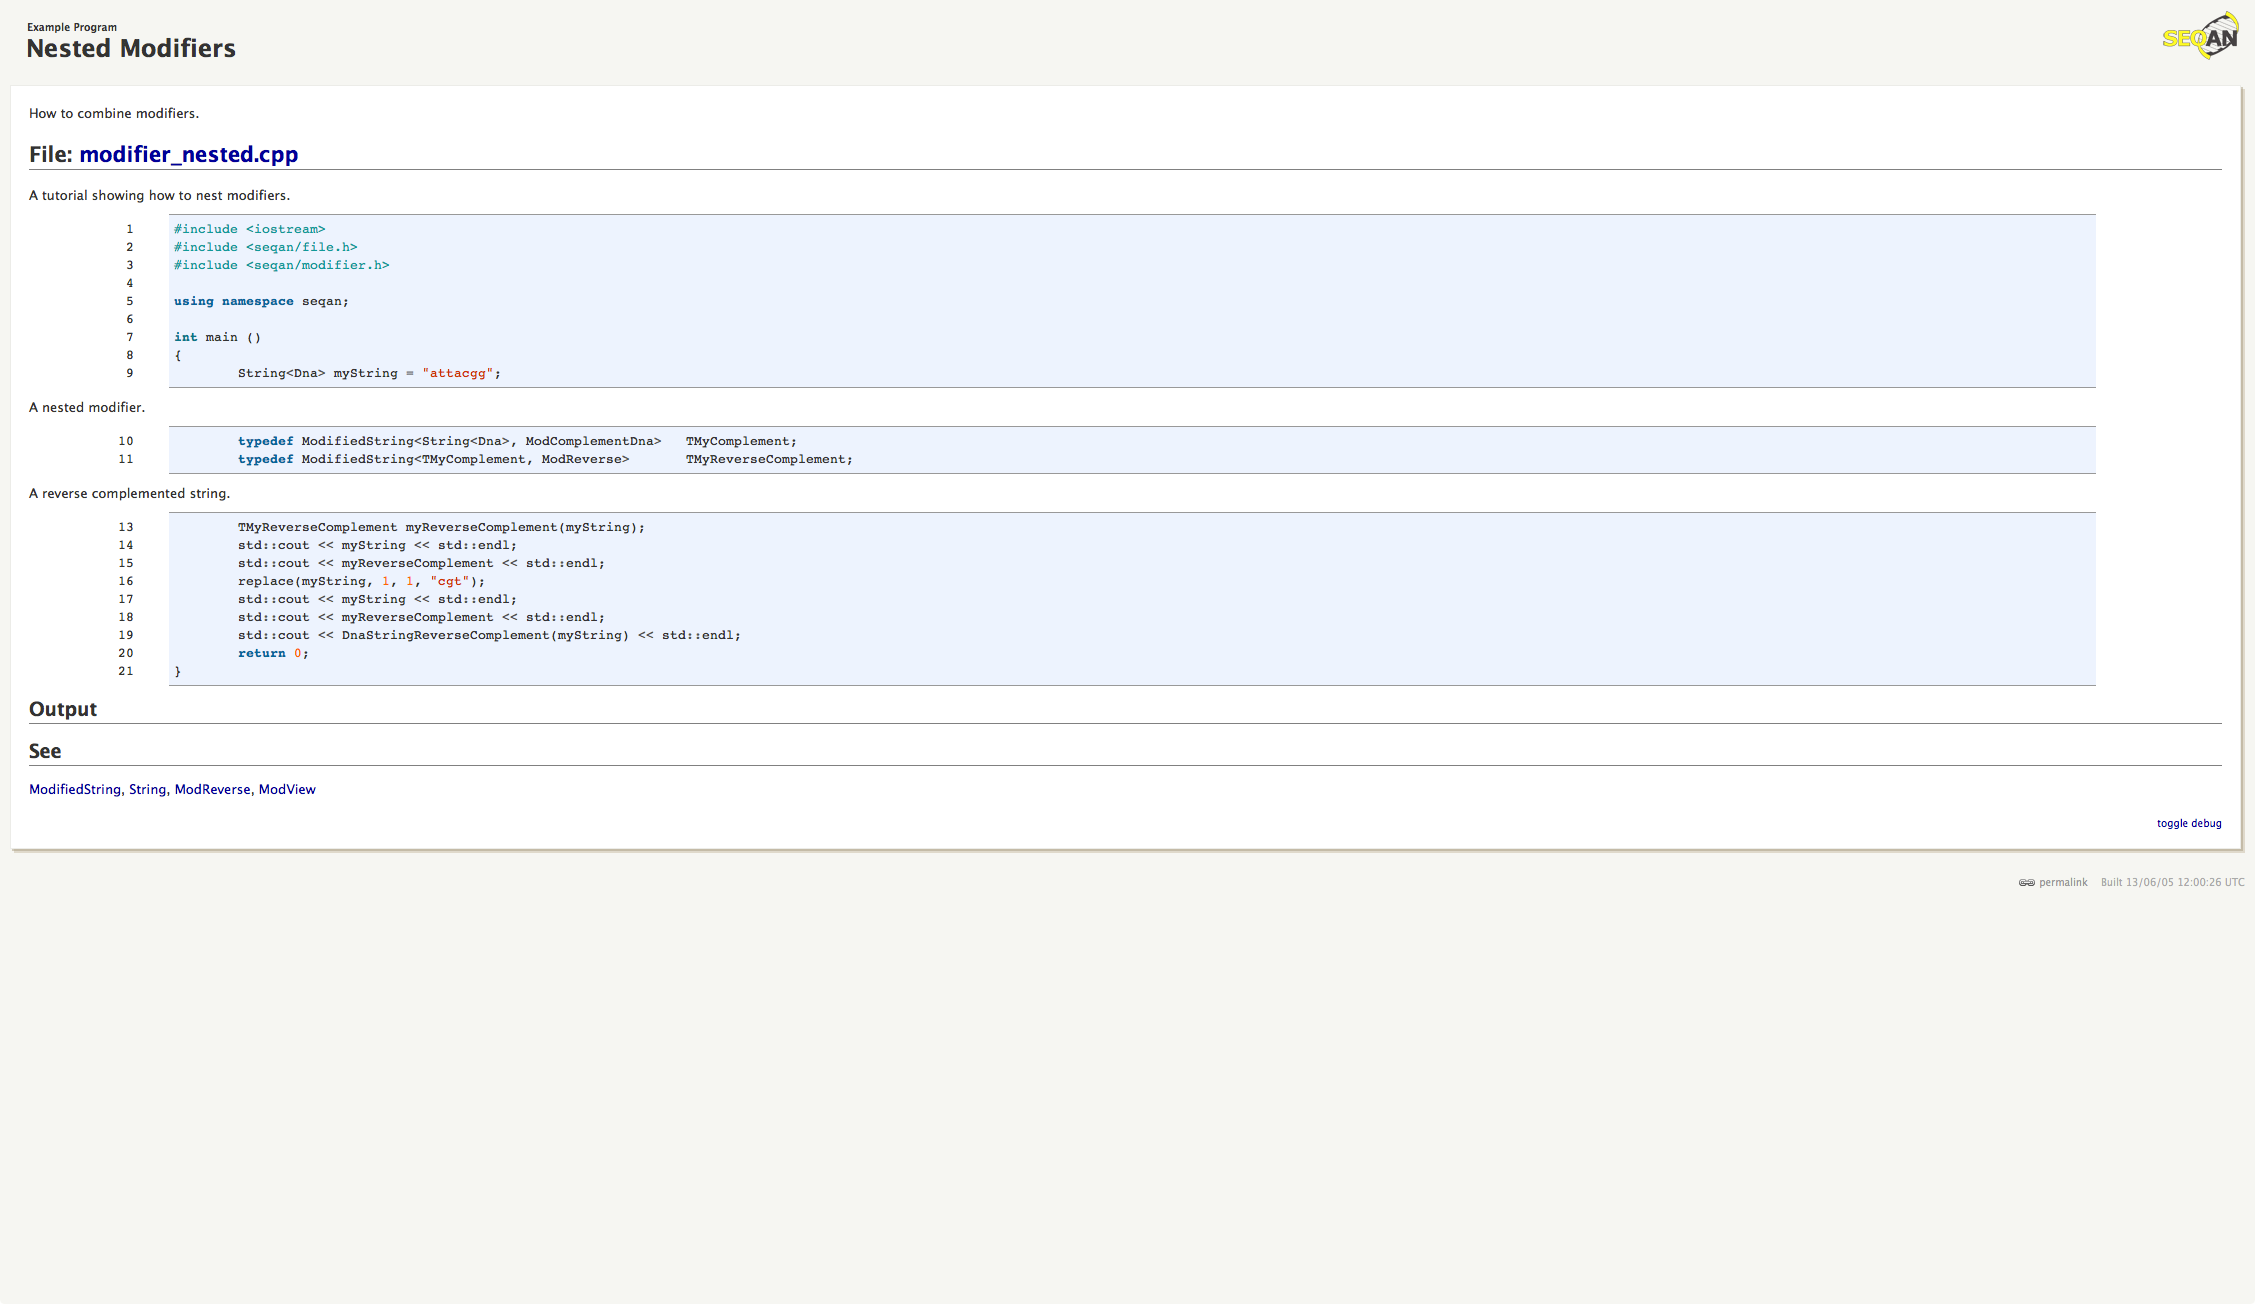 Example Program
Nested Modifiers
SEQAN
How to combine modifiers.
File: modifier_nested.cpp
A tutorial showing how to nest modifiers.
1 #include <iostream>
2 #include <seqan/file.h>
3 #include <seqan/modifier.h>
4
5 using namespace seqan;
6
7 int main ()
8 {
9 String<Dna> myString = "attacgg";
A nested modifier.
10 typedef ModifiedString<String<Dna>, ModComplementDna> TMyComplement;
11 typedef ModifiedString<TMyComplement, ModReverse> TMyReverseComplement;
A reverse complemented string.
13 TMyReverseComplement myReverseComplement(myString);
14 std::cout << myString << std::endl;
15 std::cout << myReverseComplement << std::endl;
16 replace(myString, 1, 1, "cgt");
17 std::cout << myString << std::endl;
18 std::cout << myReverseComplement << std::endl;
19 std::cout << DnaStringReverseComplement(myString) << std::endl;
20 return 0;
21 }
Output
See
ModifiedString, String, ModReverse, ModView
toggle debug
permalink Built 13/06/05 12:00:26 UTC